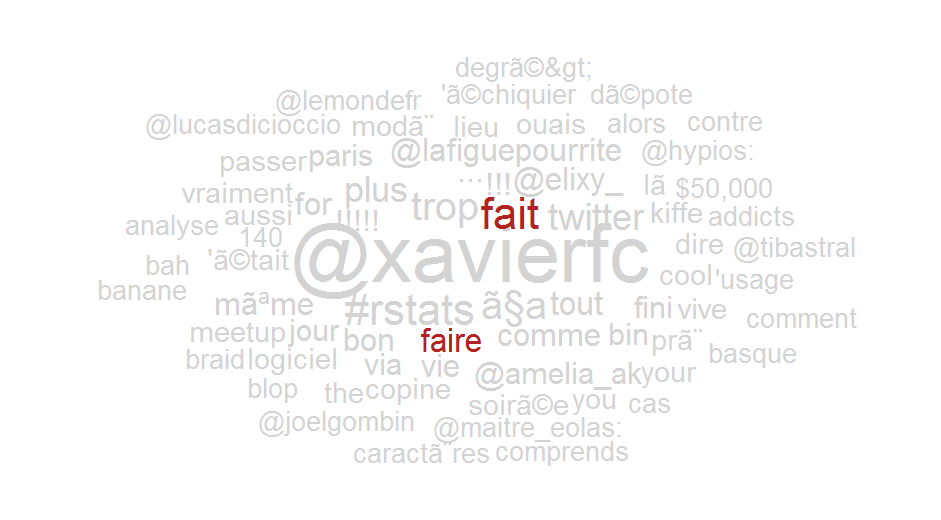 degrã©&gt;
@lemondefr 'ã©chiquier dã©pote
@lucasdicioccio modã¨ lieu ouais alors contre
passer paris @lafiguepourrite @hypios:
vraiment plus ...!!! @elixy_ lã $50,000
analyse aussi for !!!!! trop fait twitter kiffe addicts
140 @xavierfc dire @tibastral
bah 'ã©tait cool 'usage
banane mãªme #rstats ã§a tout fini vive comment
meetup jour bon faire comme bin prã¨ basque
braid logiciel via vie @amelia_ak your
blop the copine soirã©e you cas
@joelgombin @maitre_eolas:
caractã¨res comprends